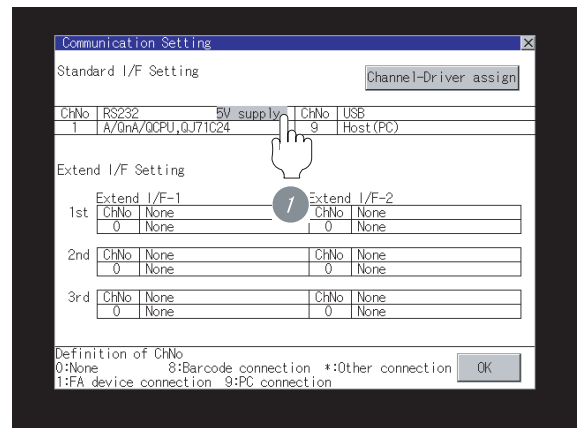 Communication Setting
Standard I/F Setting
Channel-Driver assign
ChNo RS232 5V supply ChNo USB
1 A/QnA/QCPU,QJ71C24 9 Host(PC)
Extend I/F Setting
Extend I/F-1 Extend I/F-2
1st ChNo None ChNo None
0 None 0 None
2nd ChNo None ChNo None
0 None 0 None
3rd ChNo None ChNo None
0 None 0 None
1
Definition of ChNo
0:None 8:Barcode connection *:Other connection OK
1:FA device connection 9:PC connection